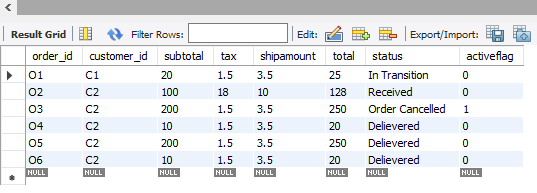 Result Grid Filter Rows: Edit: Export/Import:
order_id customer_id subtotal tax shipamount total status activeflag
O1 C1 20 1.5 3.5 25 In Transition 0
O2 C2 100 18 10 128 Received 0
O3 C2 200 1.5 3.5 250 Order Cancelled 1
O4 C2 10 1.5 3.5 20 Delievered 0
O5 C2 200 1.5 3.5 250 Delievered 0
O6 C2 10 1.5 3.5 20 Delievered 0
NULL NULL NULL NULL NULL NULL NULL NULL